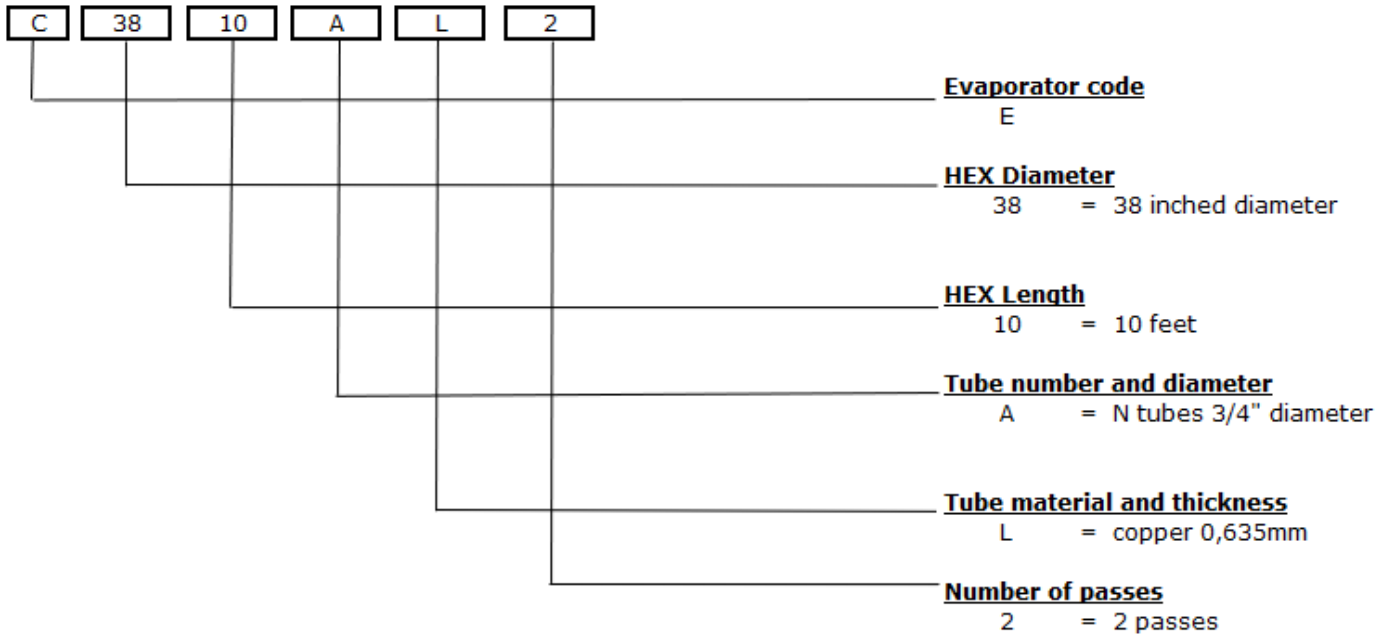 C 38 10 A L 2
Evaporator code
E
HEX Diameter
38 = 38 inched diameter
HEX Length
10 = 10 feet
Tube number and diameter
A = N tubes 3/4" diameter
Tube material and thickness
L = copper 0,635mm
Number of passes
2 = 2 passes